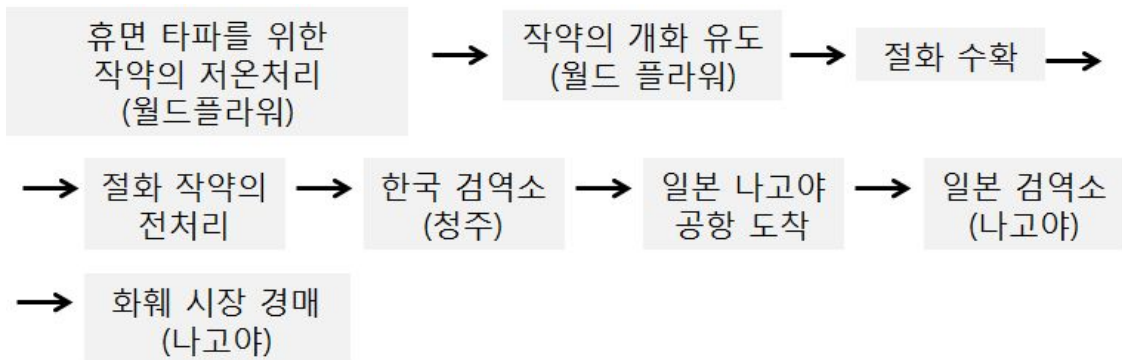 휴면 타파를 위한
작약의 저온처리
(월드플라워)
작약의 개화 유도
(월드 플라워)
절화 수확
절화 작약의
전처리
한국 검역소
(청주)
일본 나고야
공항 도착
일본 검역소
(나고야)
화훼 시장 경매
(나고야)